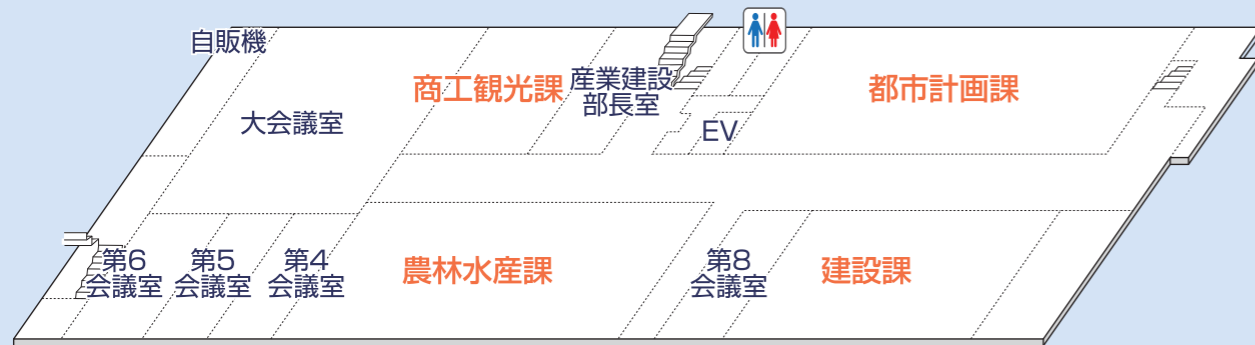 自販機
大会議室
商工観光課
産業建設
部長室
EV
都市計画課
第6
会議室
第5
会議室
第4
会議室
農林水産課
第8
会議室
建設課